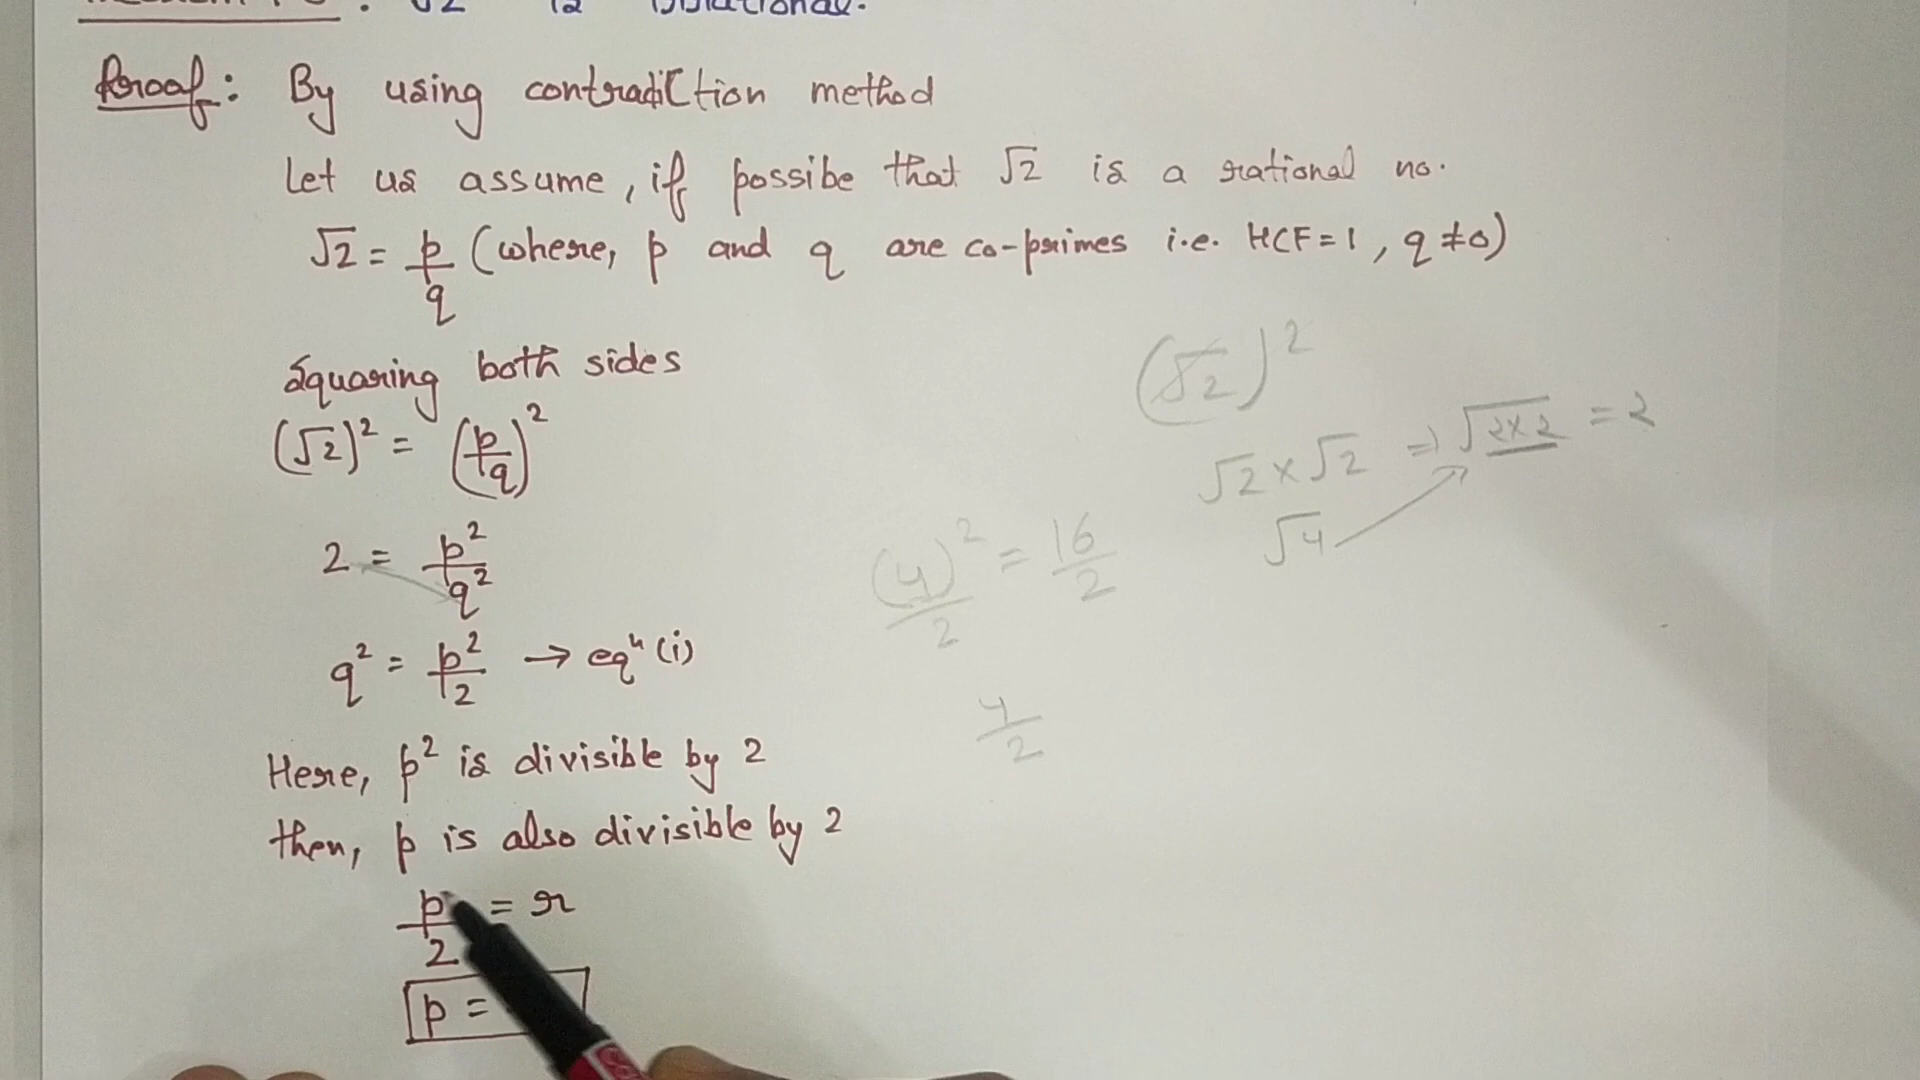 : √2 is irrational.
Proof : By using contradiction method
Let us assume, if possibe that √2 is a rational no.
√2 = p/q (where, p and q are co-primes i.e. HCF = 1, q ≠ 0)
Squaring both sides
(√2)² = (p/q)²
2 = p²/q²
q² = p²/2 → eqⁿ (i)
Here, p² is divisible by 2
then, p is also divisible by 2
p/2 = r
p =
(√2)²
√2 × √2 ⇒ √2×2 = 2
√4
(4)²/2 = 16/2
4/2